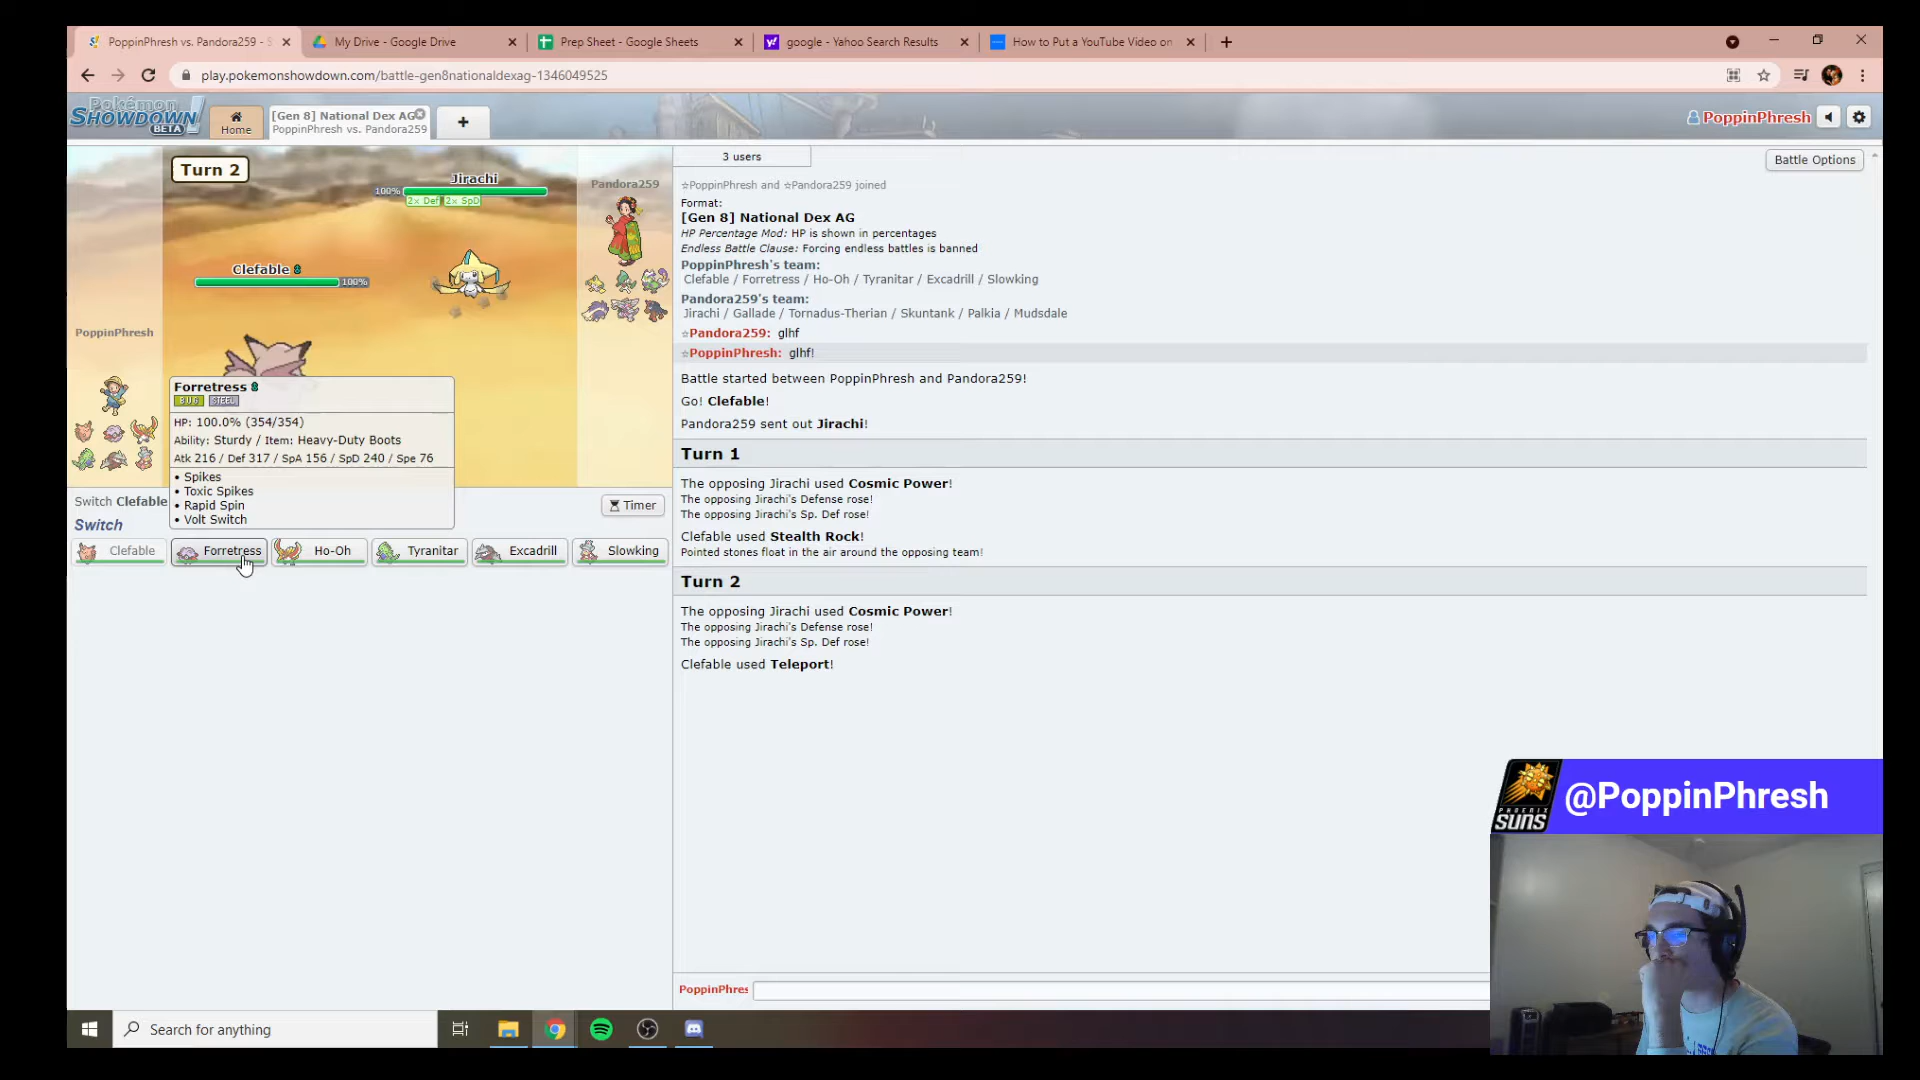 PoppinPhresh vs. Pandora259 - S
My Drive - Google Drive
Prep Sheet - Google Sheets
google - Yahoo Search Results
How to Put a YouTube Video on
play.pokemonshowdown.com/battle-gen8nationaldexag-1346049525
Pokémon
SHOWDOWN!
BETA
Home
[Gen 8] National Dex AG
PoppinPhresh vs. Pandora259
+
PoppinPhresh
Turn 2
Jirachi
100%
2× Def 2× SpD
Pandora259
Clefable
100%
PoppinPhresh
Forretress
BUG STEEL
HP: 100.0% (354/354)
Ability: Sturdy / Item: Heavy-Duty Boots
Atk 216 / Def 317 / SpA 156 / SpD 240 / Spe 76
• Spikes
• Toxic Spikes
• Rapid Spin
• Volt Switch
Switch Clefable
Timer
Switch
Clefable
Forretress
Ho-Oh
Tyranitar
Excadrill
Slowking
3 users
Battle Options
☆PoppinPhresh and ☆Pandora259 joined
Format:
[Gen 8] National Dex AG
HP Percentage Mod: HP is shown in percentages
Endless Battle Clause: Forcing endless battles is banned
PoppinPhresh's team:
Clefable / Forretress / Ho-Oh / Tyranitar / Excadrill / Slowking
Pandora259's team:
Jirachi / Gallade / Tornadus-Therian / Skuntank / Palkia / Mudsdale
☆Pandora259: glhf
☆PoppinPhresh: glhf!
Battle started between PoppinPhresh and Pandora259!
Go! Clefable!
Pandora259 sent out Jirachi!
Turn 1
The opposing Jirachi used Cosmic Power!
The opposing Jirachi's Defense rose!
The opposing Jirachi's Sp. Def rose!
Clefable used Stealth Rock!
Pointed stones float in the air around the opposing team!
Turn 2
The opposing Jirachi used Cosmic Power!
The opposing Jirachi's Defense rose!
The opposing Jirachi's Sp. Def rose!
Clefable used Teleport!
PHOENIX
SUNS
@PoppinPhresh
PoppinPhres
Search for anything